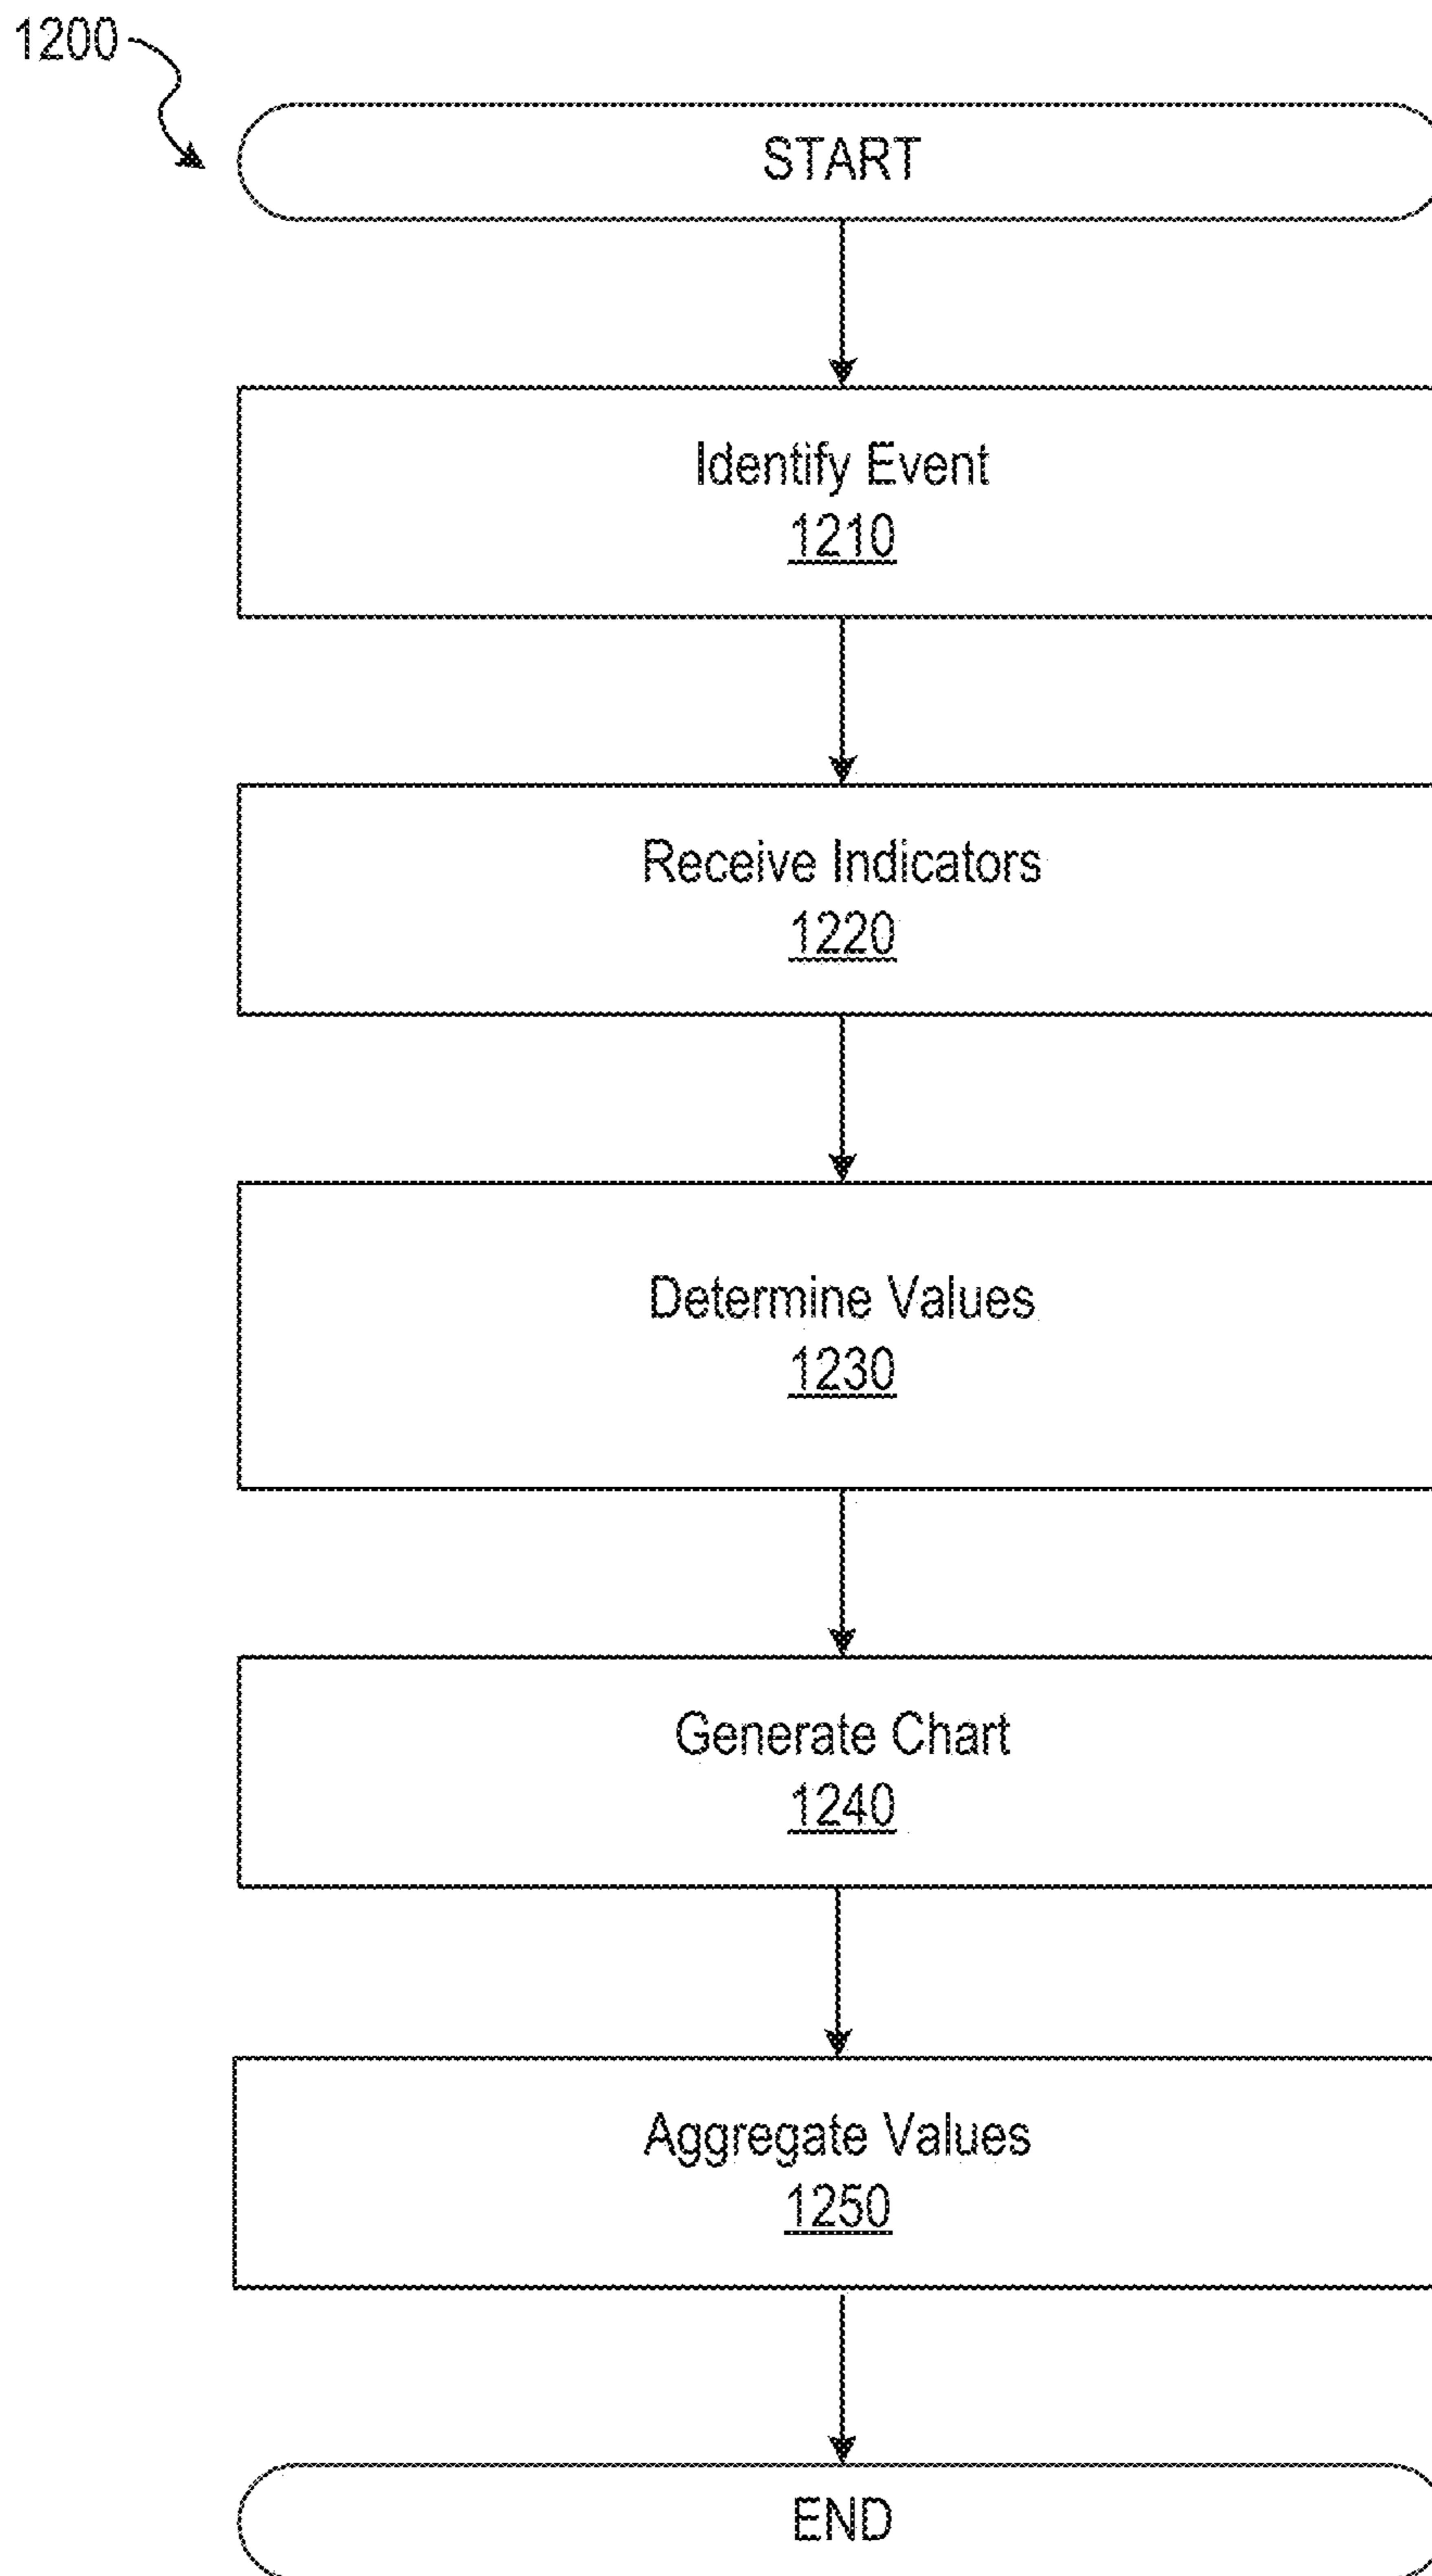 1200
START
Identify Event
1210
Receive Indicators
1220
Determine Values
1230
Generate Chart
1240
Aggregate Values
1250
END